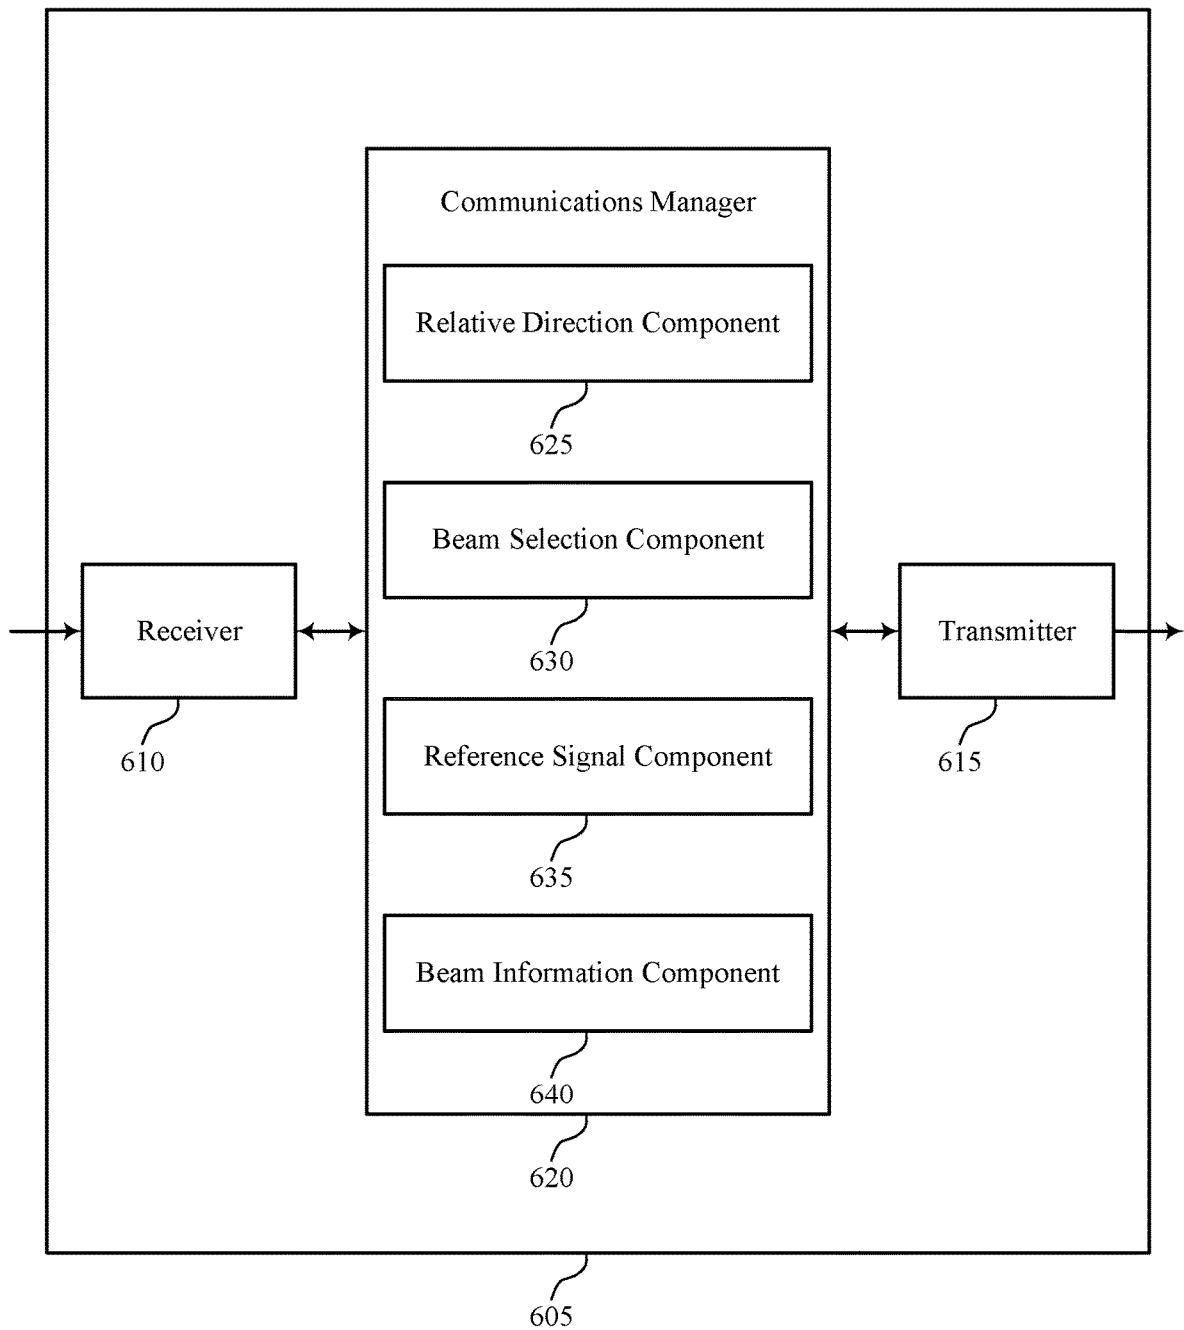 Communications Manager
Relative Direction Component
625
Beam Selection Component
630
Receiver
610
Transmitter
615
Reference Signal Component
635
Beam Information Component
640
620
605